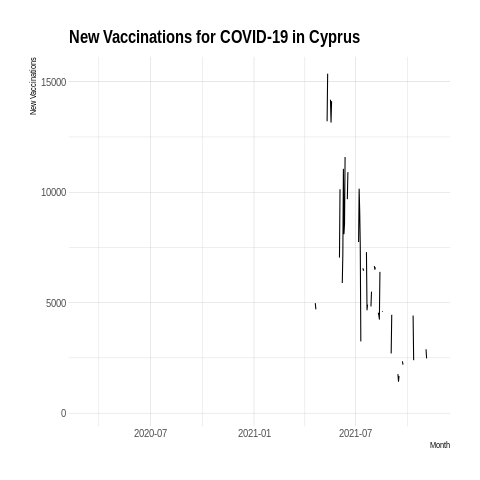 New Vaccinations for COVID-19 in Cyprus
New Vaccinations
15000
10000
5000
0
2020-07
2021-01
2021-07
Month